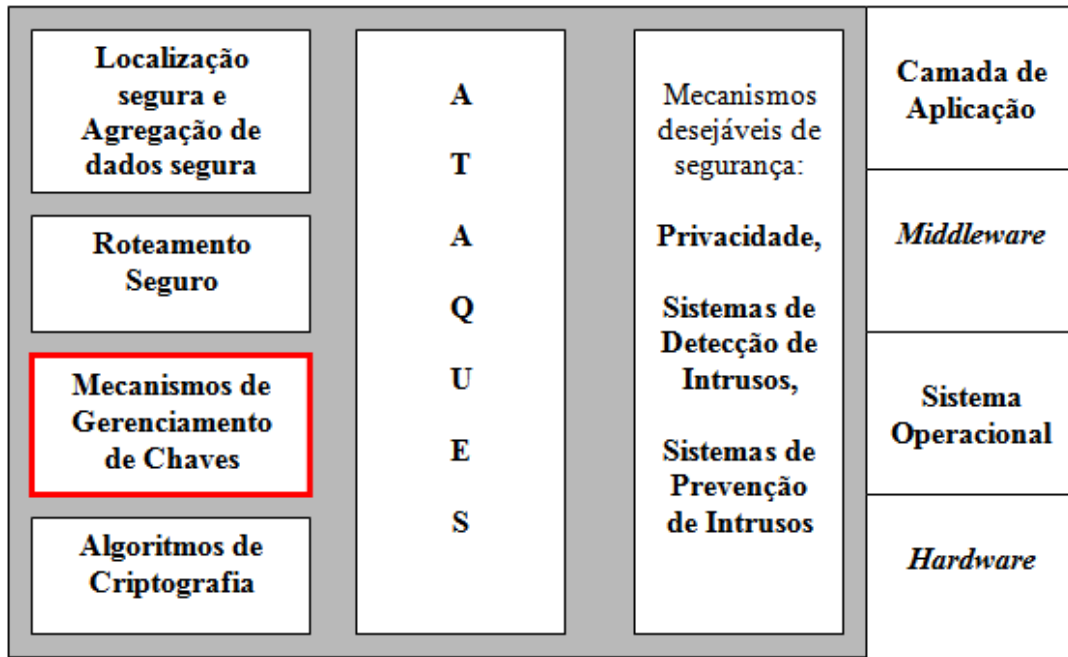 Localização
segura e
Agregação de
dados segura
Roteamento
Seguro
Mecanismos de
Gerenciamento
de Chaves
Algoritmos de
Criptografia
A
T
A
Q
U
E
S
Mecanismos
desejáveis de
segurança:
Privacidade,
Sistemas de
Detecção de
Intrusos,
Sistemas de
Prevenção
de Intrusos
Camada de
Aplicação
Middleware
Sistema
Operacional
Hardware